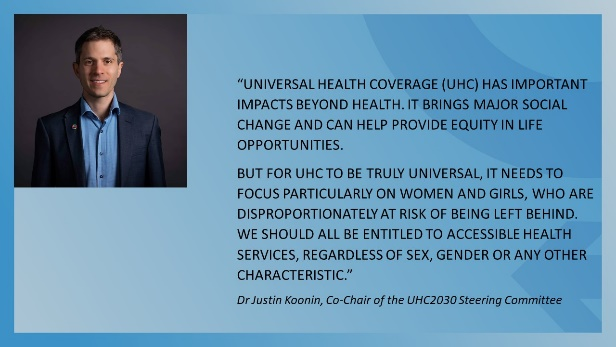 “UNIVERSAL HEALTH COVERAGE (UHC) HAS IMPORTANT
IMPACTS BEYOND HEALTH. IT BRINGS MAJOR SOCIAL
CHANGE AND CAN HELP PROVIDE EQUITY IN LIFE
OPPORTUNITIES.
BUT FOR UHC TO BE TRULY UNIVERSAL, IT NEEDS TO
FOCUS PARTICULARLY ON WOMEN AND GIRLS, WHO ARE
DISPROPORTIONATELY AT RISK OF BEING LEFT BEHIND.
WE SHOULD ALL BE ENTITLED TO ACCESSIBLE HEALTH
SERVICES, REGARDLESS OF SEX, GENDER OR ANY OTHER
CHARACTERISTIC.”
Dr Justin Koonin, Co-Chair of the UHC2030 Steering Committee